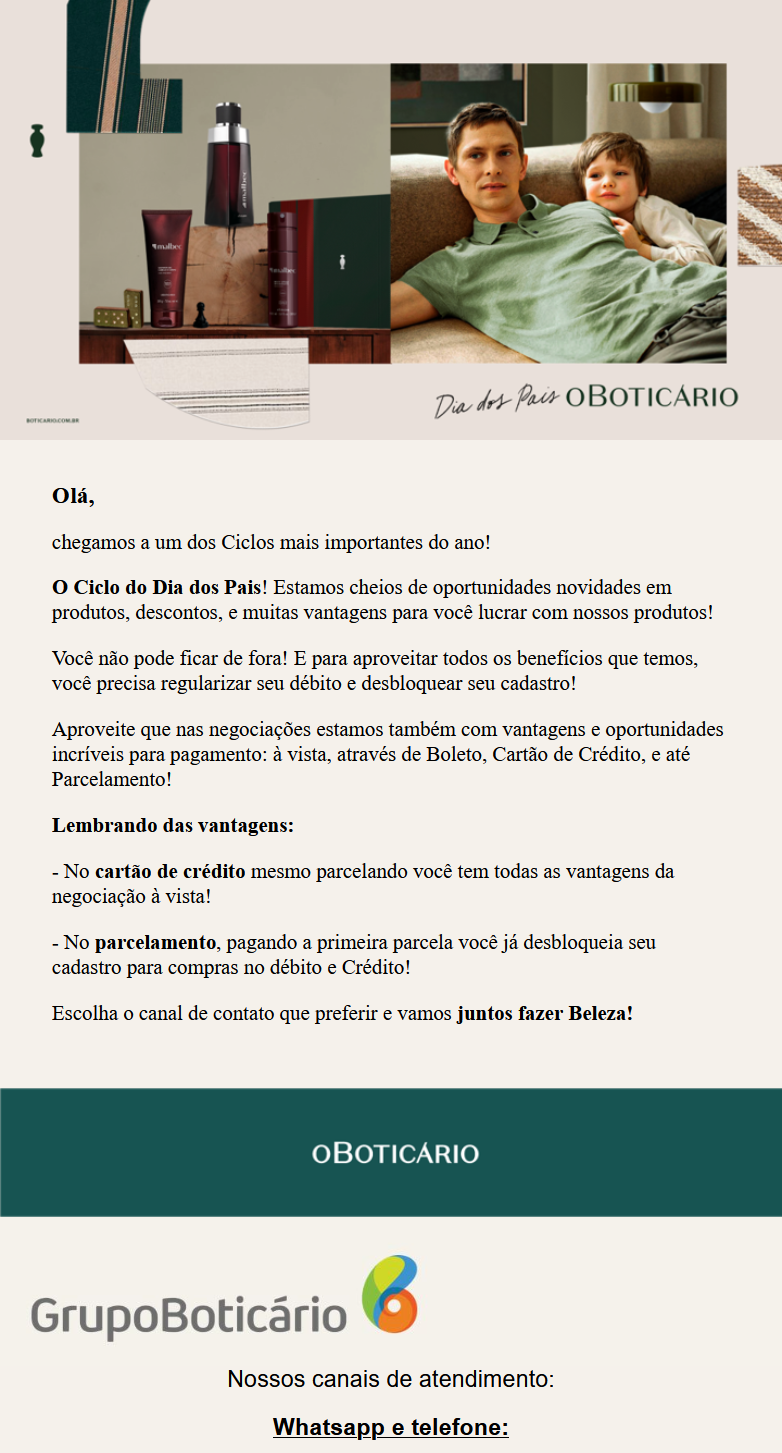 malbec
malbec
malbec
BOTICARIO.COM.BR
Dia dos Pais OBOTICÁRIO
Olá,
chegamos a um dos Ciclos mais importantes do ano!
O Ciclo do Dia dos Pais! Estamos cheios de oportunidades novidades em
produtos, descontos, e muitas vantagens para você lucrar com nossos produtos!
Você não pode ficar de fora! E para aproveitar todos os benefícios que temos,
você precisa regularizar seu débito e desbloquear seu cadastro!
Aproveite que nas negociações estamos também com vantagens e oportunidades
incríveis para pagamento: à vista, através de Boleto, Cartão de Crédito, e até
Parcelamento!
Lembrando das vantagens:
- No cartão de crédito mesmo parcelando você tem todas as vantagens da
negociação à vista!
- No parcelamento, pagando a primeira parcela você já desbloqueia seu
cadastro para compras no débito e Crédito!
Escolha o canal de contato que preferir e vamos juntos fazer Beleza!
OBOTICÁRIO
GrupoBoticário
Nossos canais de atendimento:
Whatsapp e telefone: